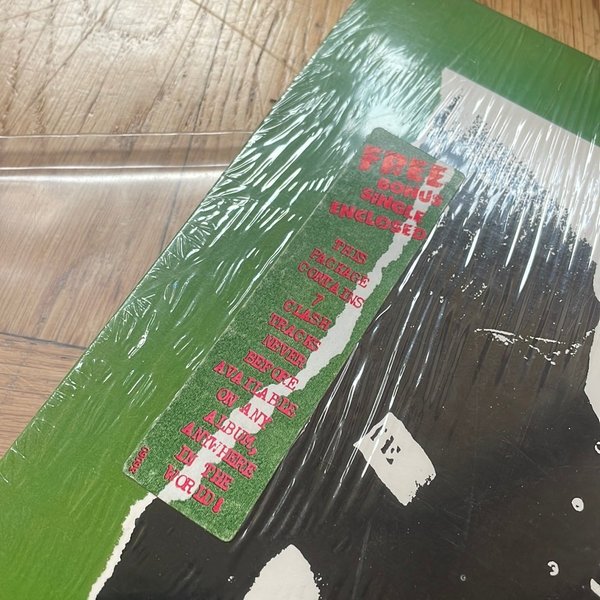 FREE
BONUS
SINGLE
ENCLOSED
THIS
PACKAGE
CONTAINS
7
CLASH
TRACKS
NEVER
BEFORE
AVAILABLE
ON ANY
ALBUM,
ANYWHERE
IN THE
WORLD!
RE